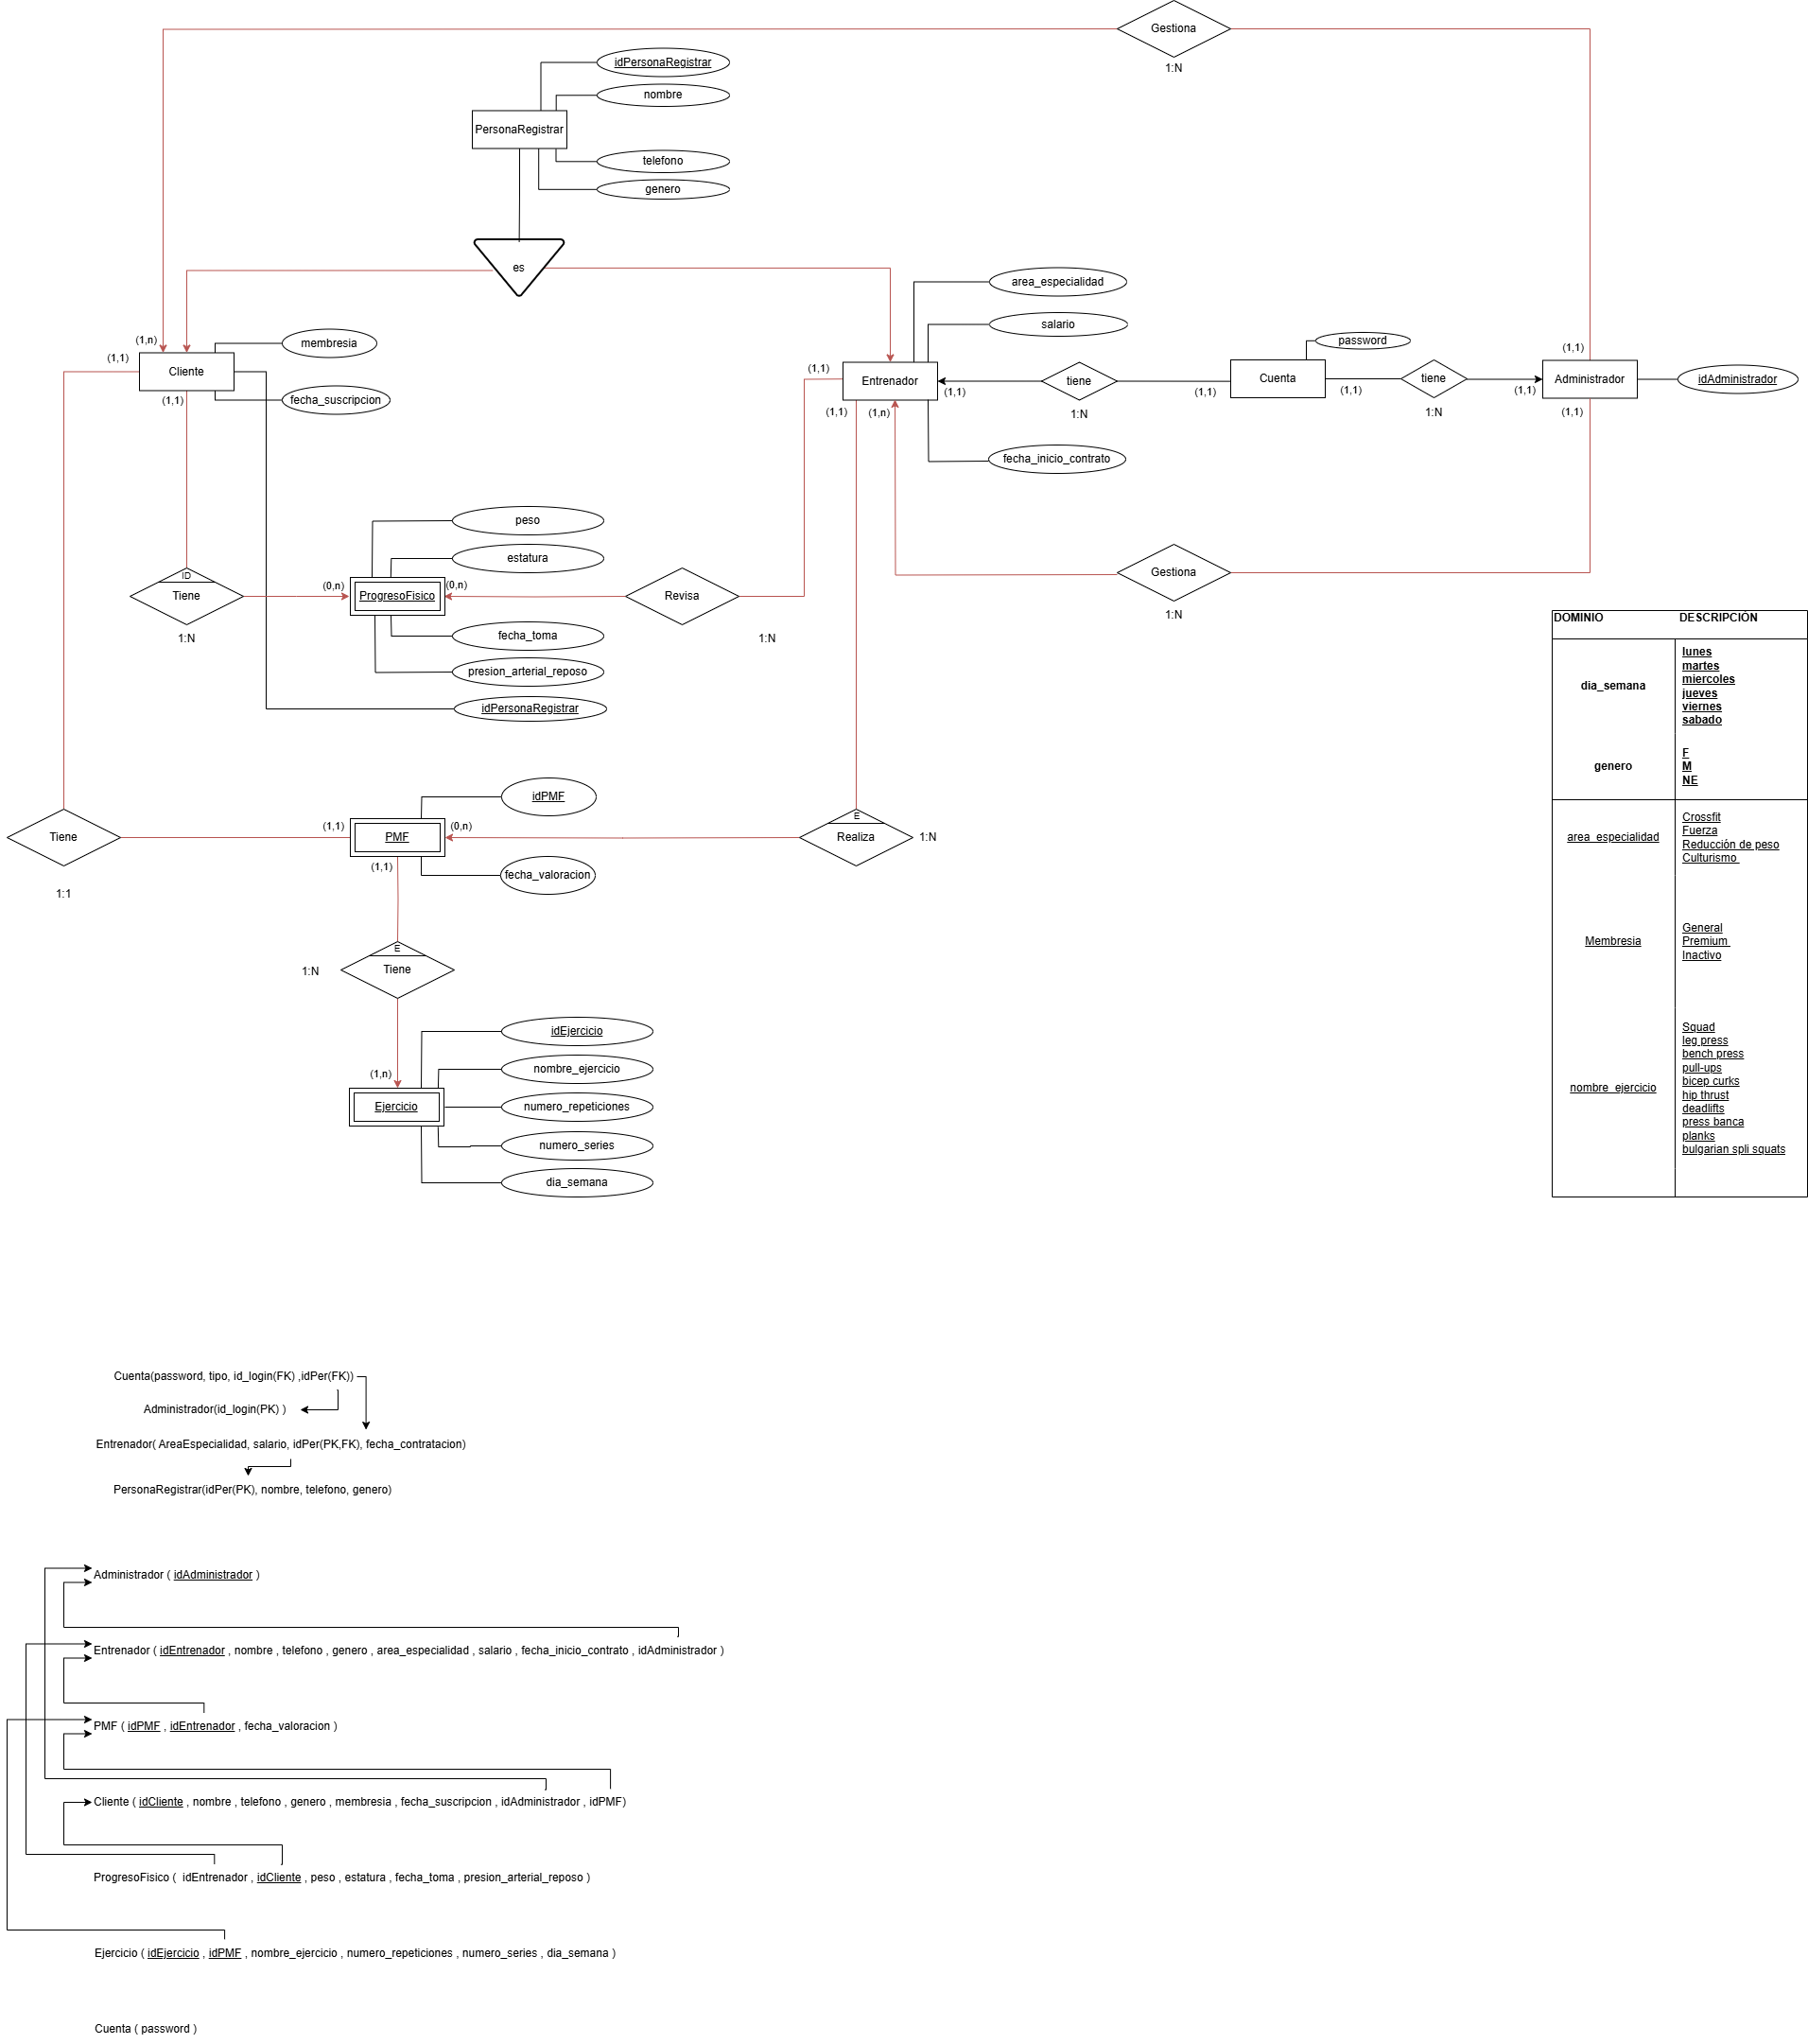 Gestiona
1:N
idPersonaRegistrar
nombre
PersonaRegistrar
telefono
genero
es
area_especialidad
salario
(1,n)
(1,1)
membresia
Cliente
fecha_suscripcion
(1,1)
(1,1)
Entrenador
(1,1)
(1,n)
(1,1)
tiene
1:N
(1,1)
password
Cuenta
(1,1)
tiene
1:N
(1,1)
(1,1)
Administrador
(1,1)
idAdministrador
fecha_inicio_contrato
peso
estatura
ID
Tiene
1:N
(0,n)
ProgresoFisico
(0,n)
Revisa
1:N
Gestiona
1:N
fecha_toma
presion_arterial_reposo
idPersonaRegistrar
DOMINIO DESCRIPCIÓN
dia_semana
lunes
martes
miercoles
jueves
viernes
sabado
genero
F
M
NE
area_especialidad
Crossfit
Fuerza
Reducción de peso
Culturismo
Membresia
General
Premium
Inactivo
nombre_ejercicio
Squad
leg press
bench press
pull-ups
bicep curks
hip thrust
deadlifts
press banca
planks
bulgarian spli squats
idPMF
Tiene
1:1
(1,1)
PMF
(0,n)
(1,1)
E
Realiza
1:N
fecha_valoracion
E
Tiene
1:N
(1,n)
idEjercicio
nombre_ejercicio
Ejercicio
numero_repeticiones
numero_series
dia_semana
Cuenta(password, tipo, id_login(FK) ,idPer(FK))
Administrador(id_login(PK) )
Entrenador( AreaEspecialidad, salario, idPer(PK,FK), fecha_contratacion)
PersonaRegistrar(idPer(PK), nombre, telefono, genero)
Administrador ( idAdministrador )
Entrenador ( idEntrenador , nombre , telefono , genero , area_especialidad , salario , fecha_inicio_contrato , idAdministrador )
PMF ( idPMF , idEntrenador , fecha_valoracion )
Cliente ( idCliente , nombre , telefono , genero , membresia , fecha_suscripcion , idAdministrador , idPMF)
ProgresoFisico ( idEntrenador , idCliente , peso , estatura , fecha_toma , presion_arterial_reposo )
Ejercicio ( idEjercicio , idPMF , nombre_ejercicio , numero_repeticiones , numero_series , dia_semana )
Cuenta ( password )